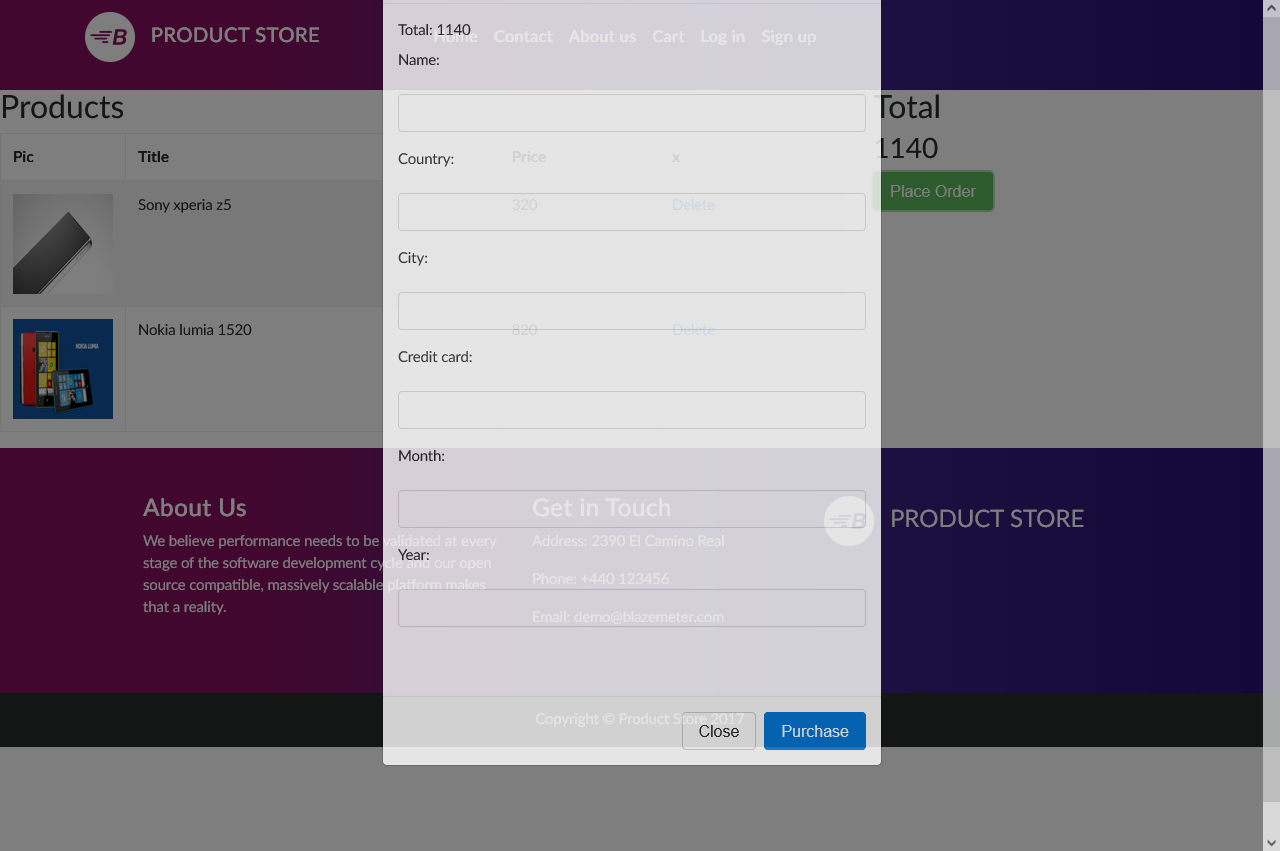 PRODUCT STORE
Home Contact About us Cart Log in Sign up
Total: 1140
Name:
Products
Total
1140
Pic Title Price x
Country:
Place Order
Sony xperia z5 320 Delete
City:
Nokia lumia 1520 820 Delete
NOKIA LUMIA
Credit card:
Month:
About Us
We believe performance needs to be validated at every
stage of the software development cycle and our open
source compatible, massively scalable platform makes
that a reality.
Get in Touch
Address: 2390 El Camino Real
Phone: +440 123456
Email: demo@blazemeter.com
B PRODUCT STORE
Year:
Copyright © Product Store 2017
Close Purchase